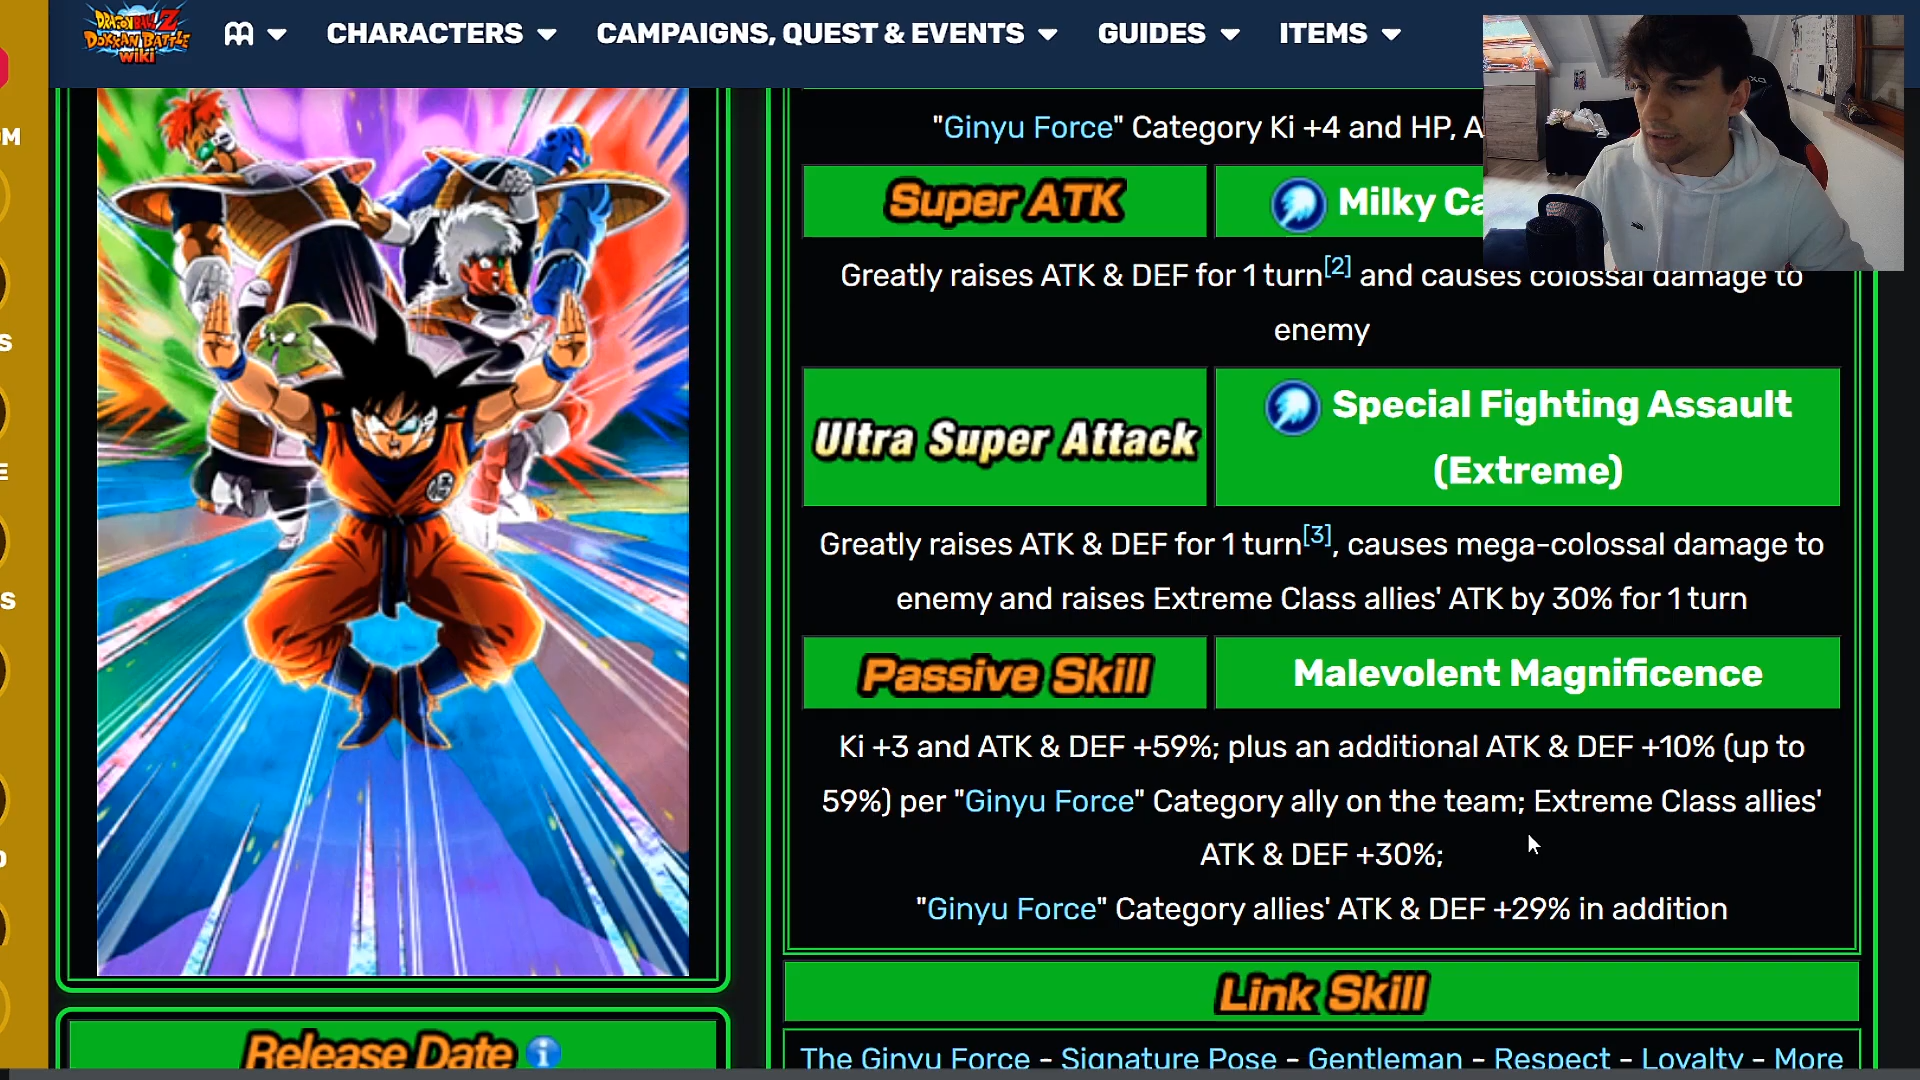 DRAGON BALL Z
DOKKAN BATTLE
Wiki
CHARACTERS
CAMPAIGNS, QUEST & EVENTS
GUIDES
ITEMS
"Ginyu Force" Category Ki +4 and HP,
Super ATK
Milky
Greatly raises ATK & DEF for 1 turn[2] and causes colossal damage to
enemy
Ultra Super Attack
Special Fighting Assault
(Extreme)
Greatly raises ATK & DEF for 1 turn[3], causes mega-colossal damage to
enemy and raises Extreme Class allies' ATK by 30% for 1 turn
Passive Skill
Malevolent Magnificence
Ki +3 and ATK & DEF +59%; plus an additional ATK & DEF +10% (up to
59%) per "Ginyu Force" Category ally on the team; Extreme Class allies'
ATK & DEF +30%;
"Ginyu Force" Category allies' ATK & DEF +29% in addition
Link Skill
Release Date
The Ginyu Force - Signature Pose - Gentleman - Respect - Loyalty - More